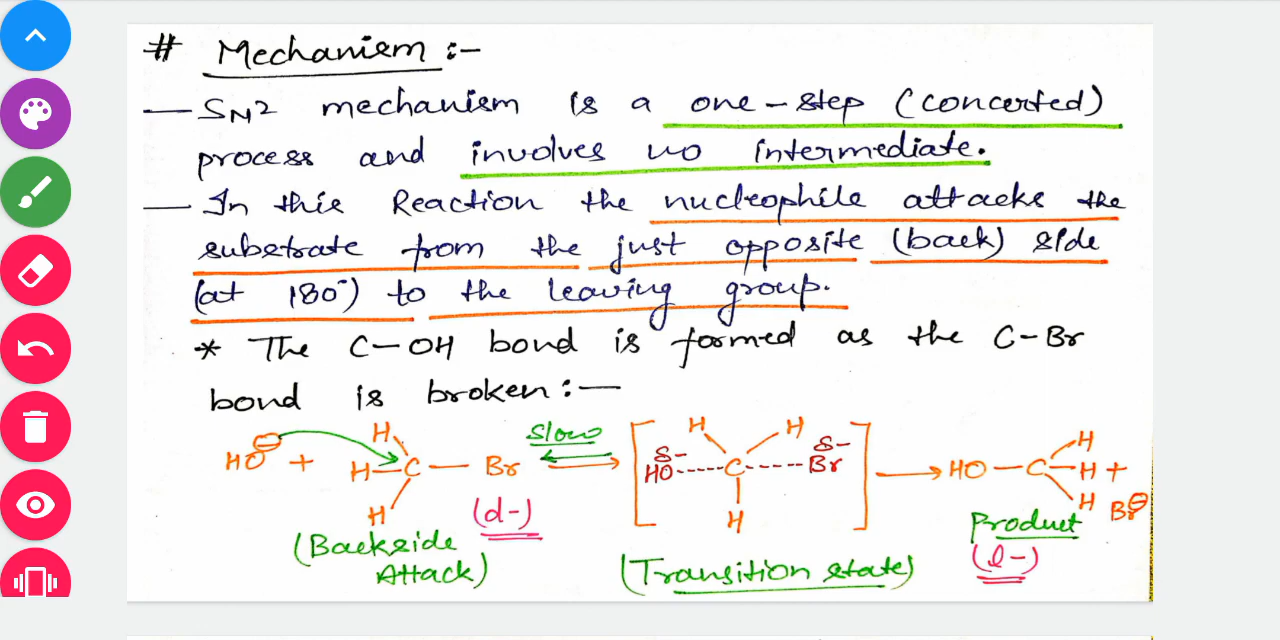 # Mechanism :-
— SN2 mechanism is a one-step (concerted)
process and involves no intermediate.
— In this Reaction the nucleophile attacks the
substrate from the just opposite (back) side
(at 180°) to the leaving group.
* The C-OH bond is formed as the C-Br
bond is broken :—
HO⊖ + H H H C — Br Slow [ δ- HO ----- C ----- Br δ- H H H ] → HO — C H H H + Br⊖
(d-) Product
(Backside (l-)
Attack) (Transition state)